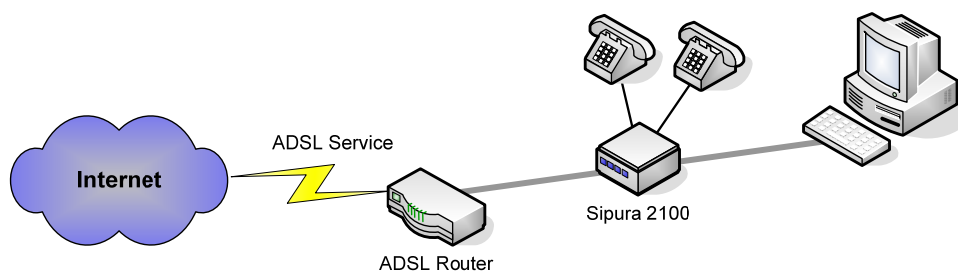 ADSL Service
Internet
Sipura 2100
ADSL Router